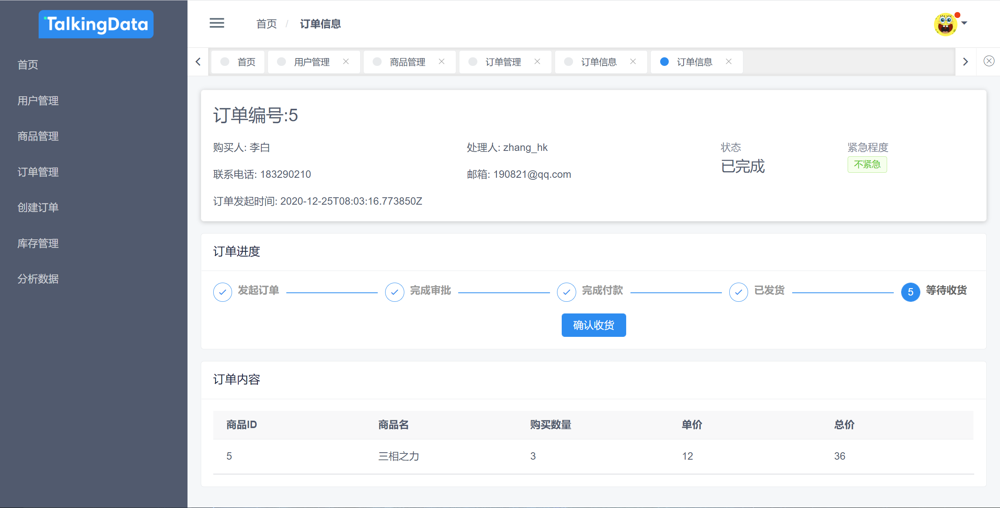 TalkingData
首页
用户管理
商品管理
订单管理
创建订单
库存管理
分析数据
首页 / 订单信息
首页 用户管理 商品管理 订单管理 订单信息 订单信息
订单编号:5
购买人: 李白 处理人: zhang_hk 状态 紧急程度
已完成 不紧急
联系电话: 183290210 邮箱: 190821@qq.com
订单发起时间: 2020-12-25T08:03:16.773850Z
订单进度
发起订单 完成审批 完成付款 已发货 5 等待收货
确认收货
订单内容
商品ID 商品名 购买数量 单价 总价
5 三相之力 3 12 36